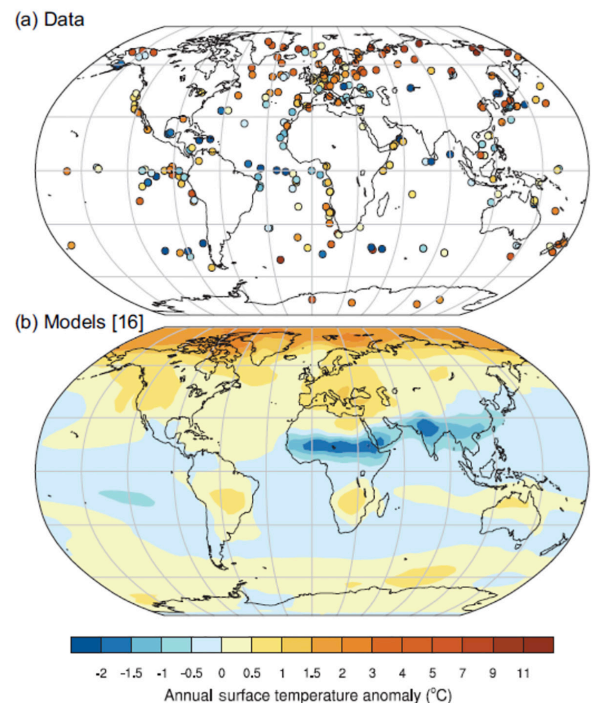 (a) Data
(b) Models [16]
-2 -1.5 -1 -0.5 0 0.5 1 1.5 2 3 4 5 7 9 11
Annual surface temperature anomaly (°C)